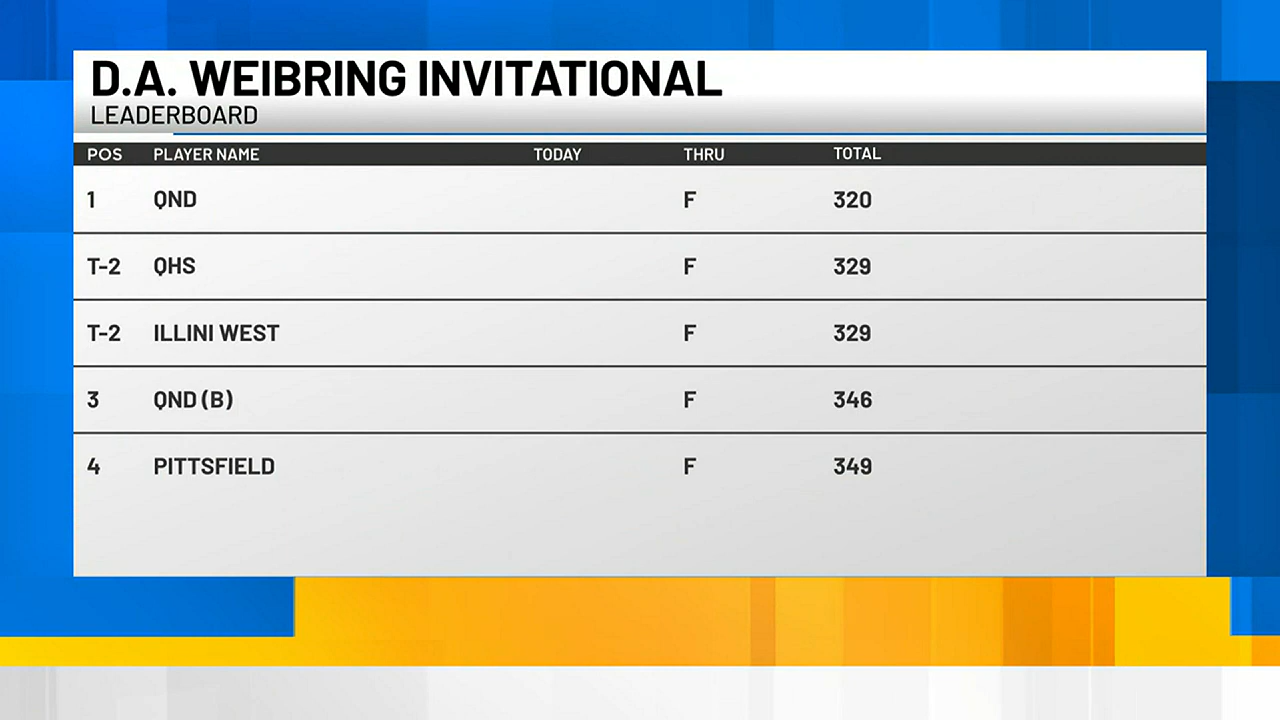 D.A. WEIBRING INVITATIONAL
LEADERBOARD
POS PLAYER NAME TODAY THRU TOTAL
1 QND F 320
T-2 QHS F 329
T-2 ILLINI WEST F 329
3 QND (B) F 346
4 PITTSFIELD F 349